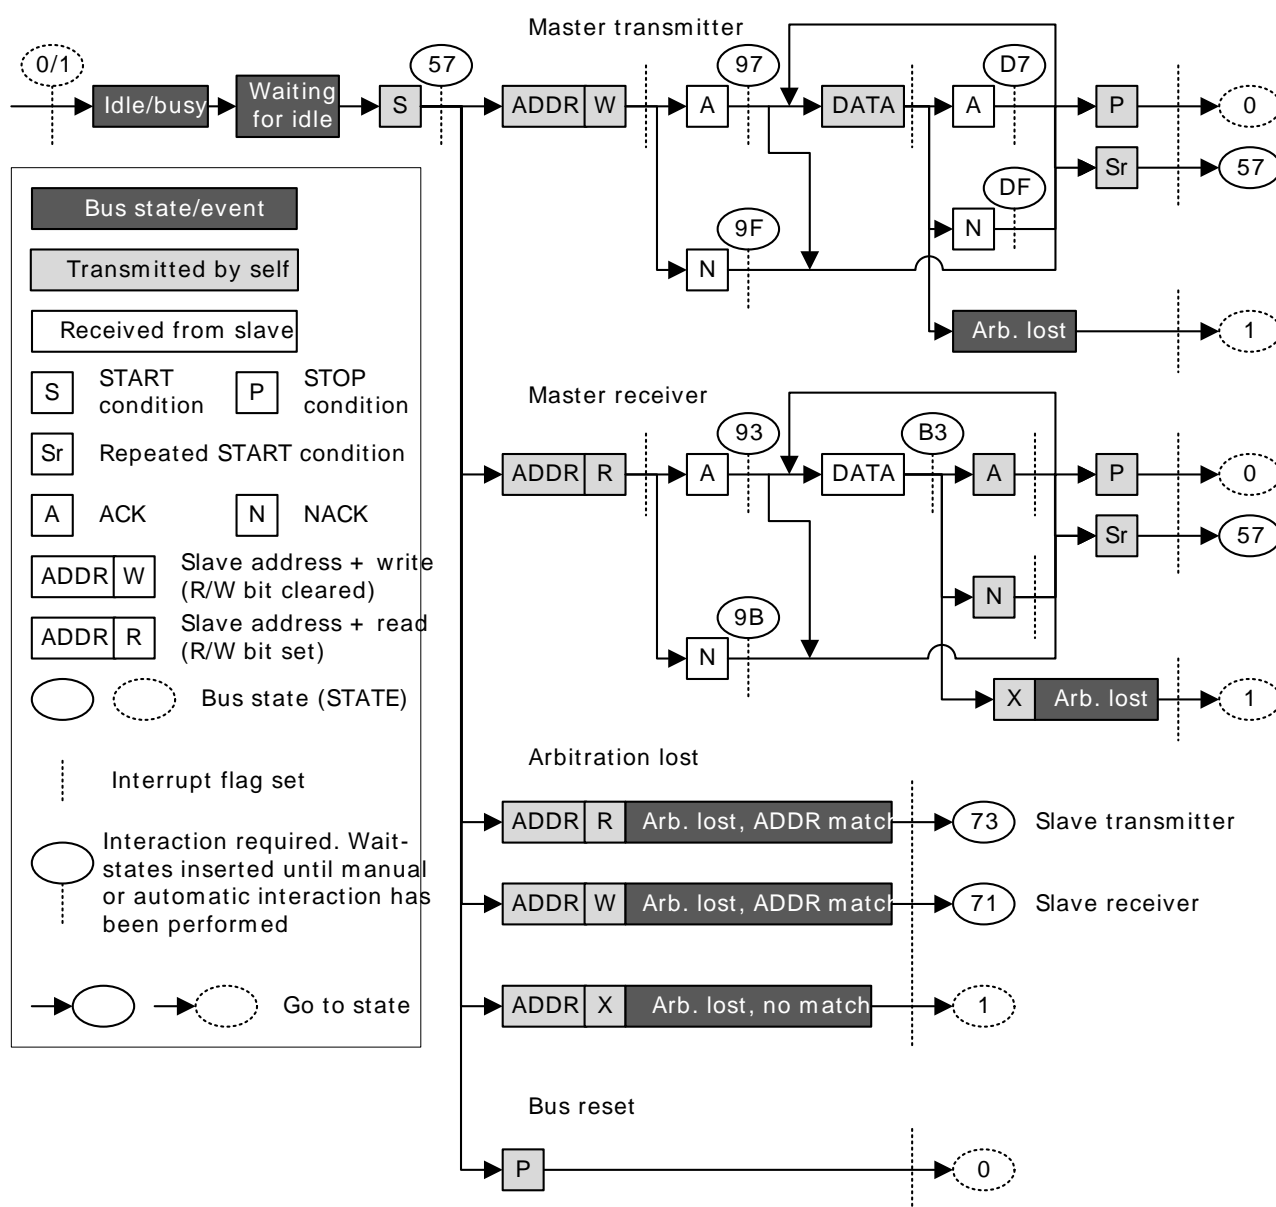 Master transmitter
0/1
57
97
D7
Idle/busy
Waiting
for idle
S
ADDR W
A
DATA
A
P
0
Sr
57
DF
N
9F
N
Arb. lost
1
Bus state/event
Transmitted by self
Received from slave
S
START
condition
P
STOP
condition
Sr
Repeated START condition
A
ACK
N
NACK
ADDR W
Slave address + write
(R/W bit cleared)
ADDR R
Slave address + read
(R/W bit set)
Bus state (STATE)
Interrupt flag set
Interaction required. Wait-
states inserted until manual
or automatic interaction has
been performed
Go to state
Master receiver
93
B3
ADDR R
A
DATA
A
P
0
Sr
57
N
9B
N
X Arb. lost
1
Arbitration lost
ADDR R Arb. lost, ADDR match
73
Slave transmitter
ADDR W Arb. lost, ADDR match
71
Slave receiver
ADDR X Arb. lost, no match
1
Bus reset
P
0